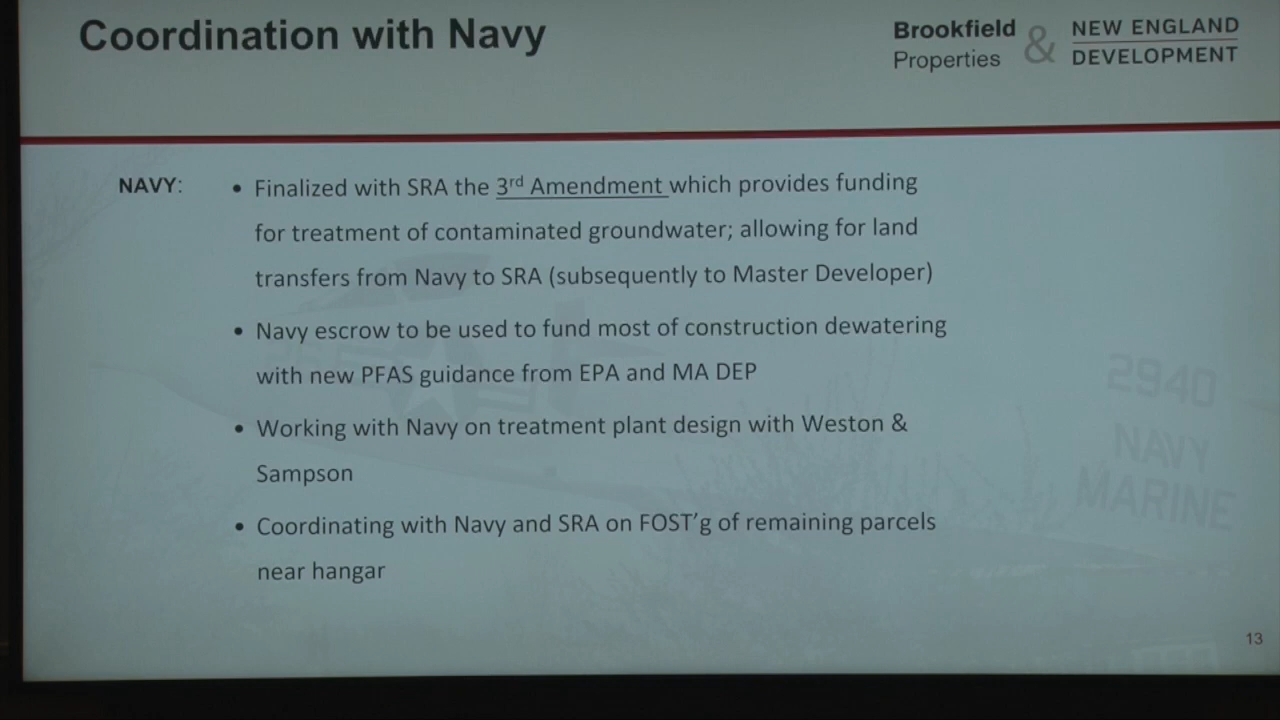 Coordination with Navy
Brookfield
Properties
&
NEW ENGLAND
DEVELOPMENT
NAVY:
• Finalized with SRA the 3rd Amendment which provides funding
for treatment of contaminated groundwater; allowing for land
transfers from Navy to SRA (subsequently to Master Developer)
• Navy escrow to be used to fund most of construction dewatering
with new PFAS guidance from EPA and MA DEP
• Working with Navy on treatment plant design with Weston &
Sampson
• Coordinating with Navy and SRA on FOST’g of remaining parcels
near hangar
2940
NAVY
MARINE
13